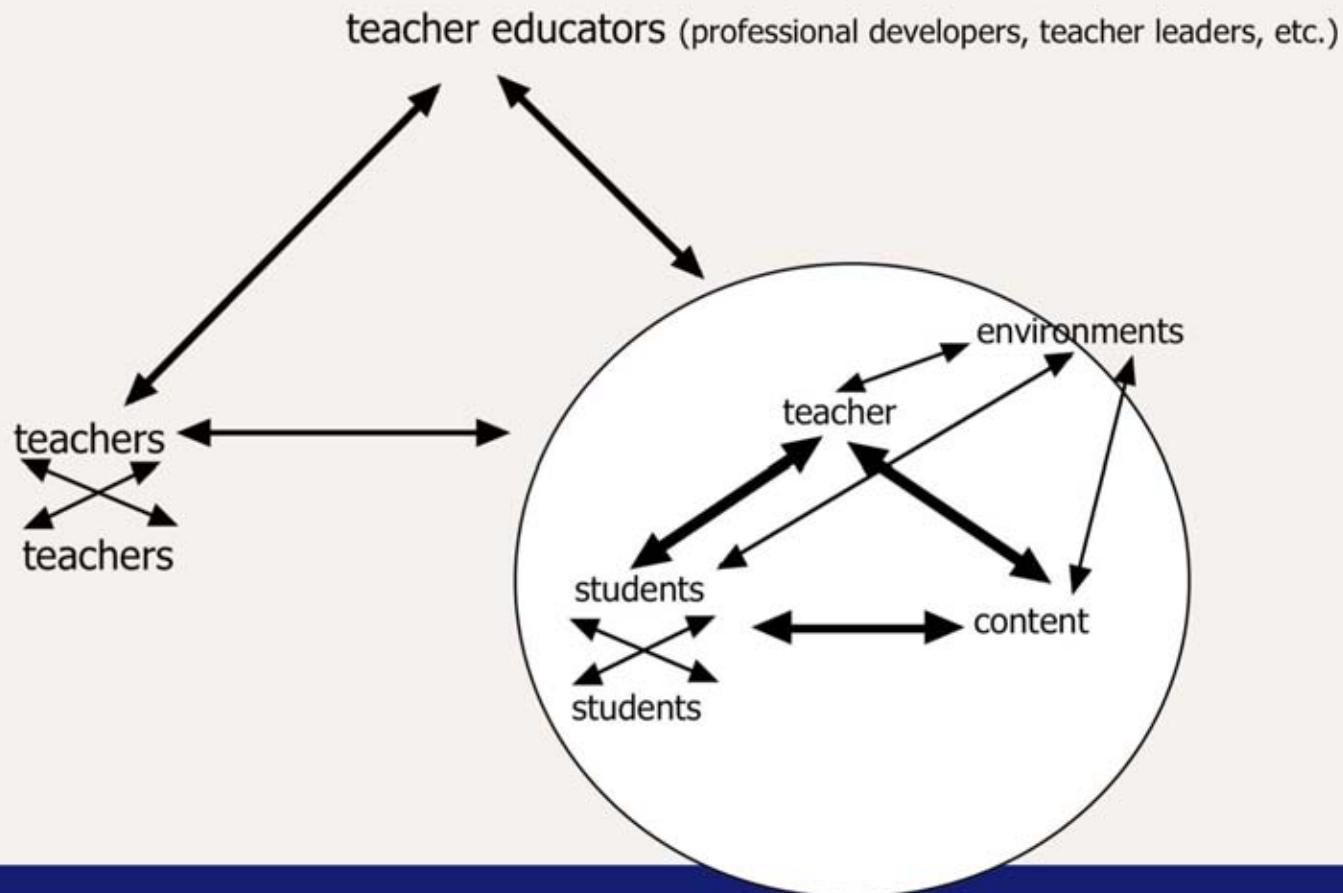 teacher educators (professional developers, teacher leaders, etc.)
environments
teacher
teachers
teachers
students
content
students